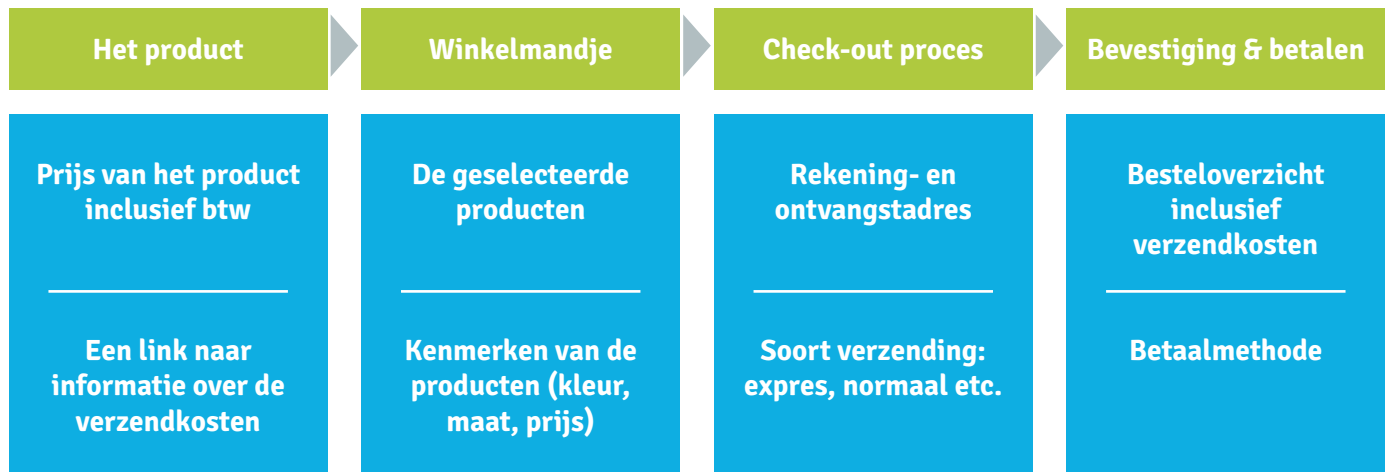 Het product
Winkelmandje
Check-out proces
Bevestiging & betalen
Prijs van het product
inclusief btw
Een link naar
informatie over de
verzendkosten
De geselecteerde
producten
Kenmerken van de
producten (kleur,
maat, prijs)
Rekening- en
ontvangstadres
Soort verzending:
expres, normaal etc.
Besteloverzicht
inclusief
verzendkosten
Betaalmethode